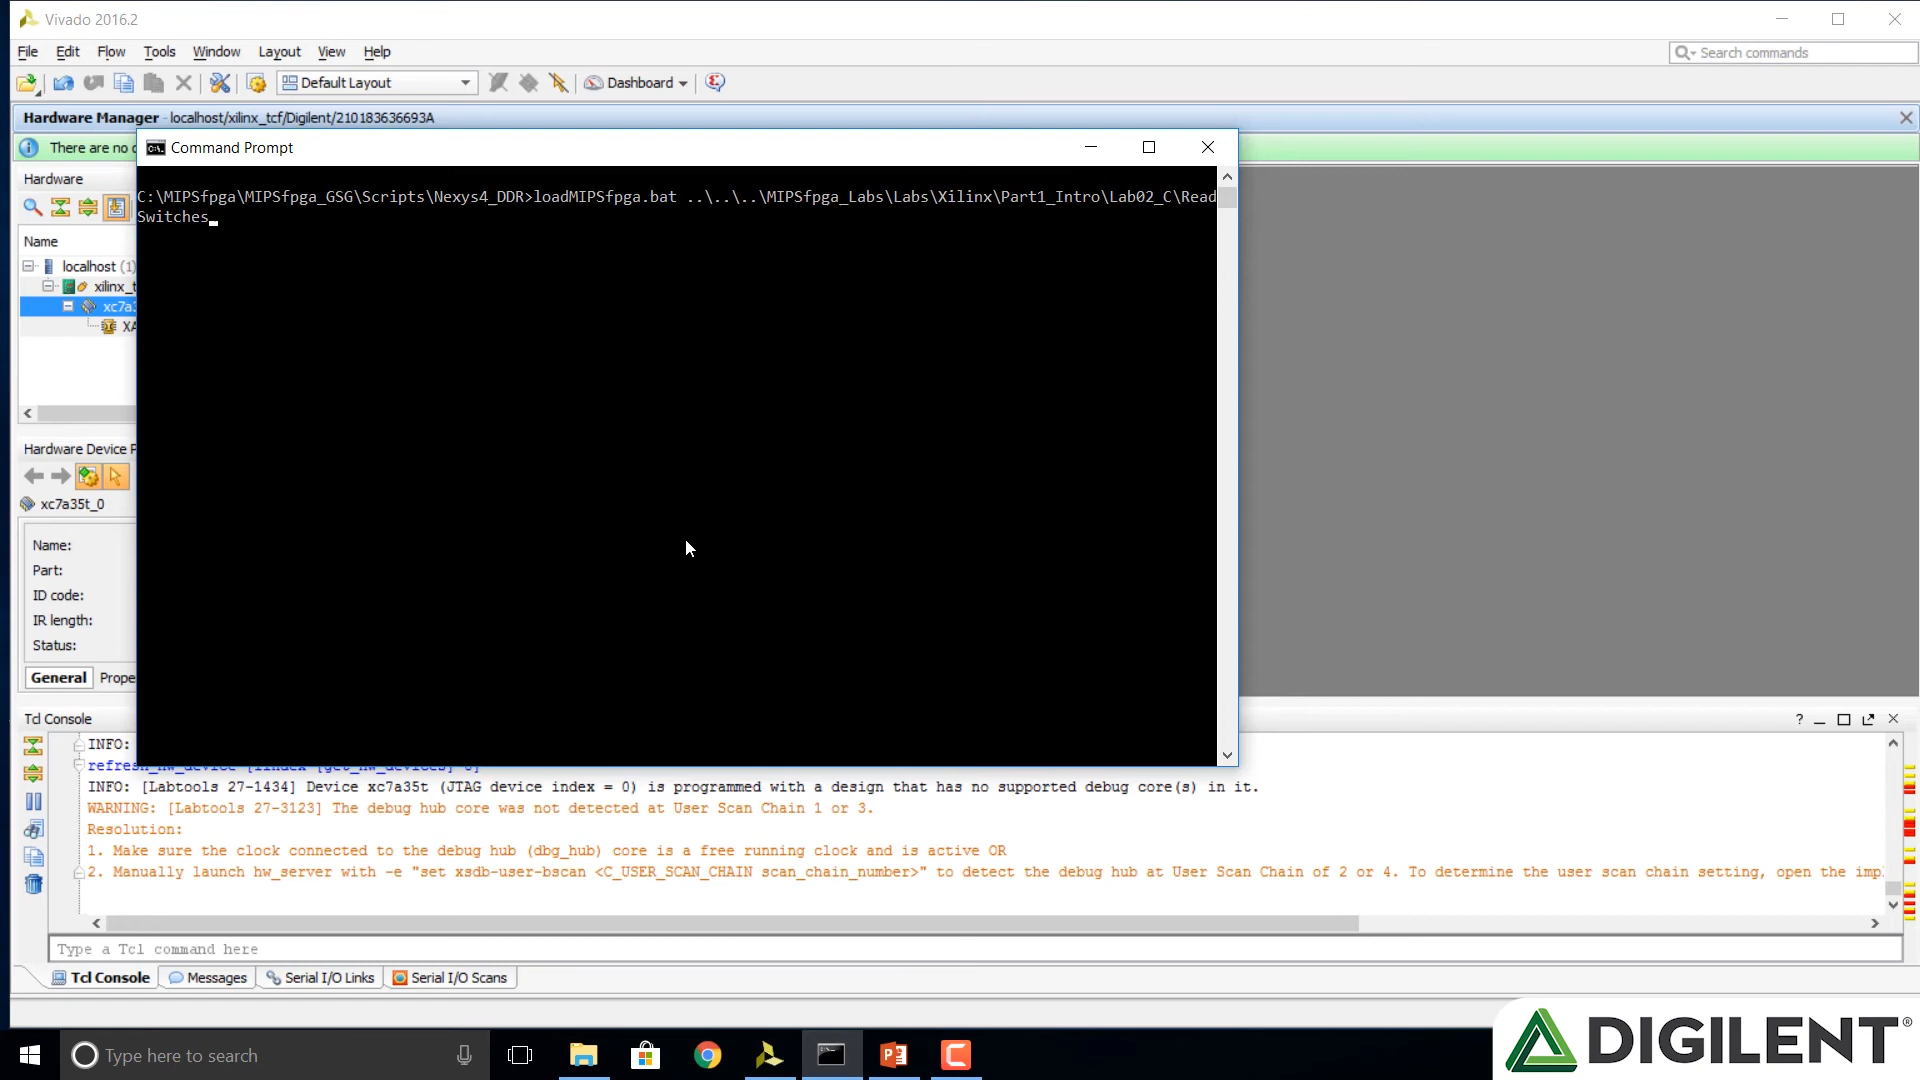 Vivado 2016.2
File Edit Flow Tools Window Layout View Help
Search commands
Default Layout
Dashboard
Hardware Manager - localhost/xilinx_tcf/Digilent/210183636693A
There are no
Command Prompt
Hardware
C:\MIPSfpga\MIPSfpga_GSG\Scripts\Nexys4_DDR>loadMIPSfpga.bat ..\..\..\MIPSfpga_Labs\Labs\Xilinx\Part1_Intro\Lab02_C\Read
Switches
Name
localhost (1)
xilinx_t
xc7a3
XA
Hardware Device P
xc7a35t_0
Name:
Part:
ID code:
IR length:
Status:
General Prope
Tcl Console
INFO:
refresh_hw_device [lindex [get_hw_devices] 0]
INFO: [Labtools 27-1434] Device xc7a35t (JTAG device index = 0) is programmed with a design that has no supported debug core(s) in it.
WARNING: [Labtools 27-3123] The debug hub core was not detected at User Scan Chain 1 or 3.
Resolution:
1. Make sure the clock connected to the debug hub (dbg_hub) core is a free running clock and is active OR
2. Manually launch hw_server with -e "set xsdb-user-bscan <C_USER_SCAN_CHAIN scan_chain_number>" to detect the debug hub at User Scan Chain of 2 or 4. To determine the user scan chain setting, open the imp
Type a Tcl command here
Tcl Console Messages Serial I/O Links Serial I/O Scans
Type here to search
DIGILENT®